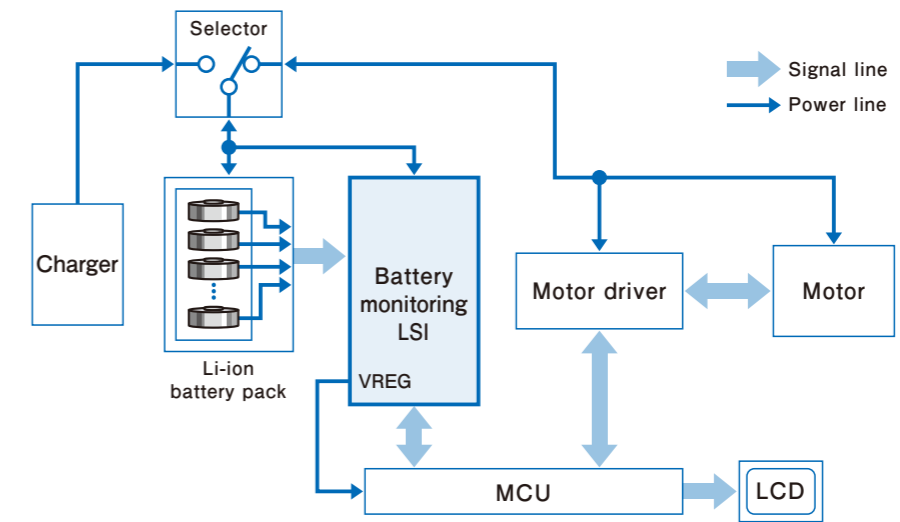 Selector
Signal line
Power line
Charger
Battery
monitoring
LSI
VREG
Li-ion
battery pack
Motor driver
Motor
MCU
LCD